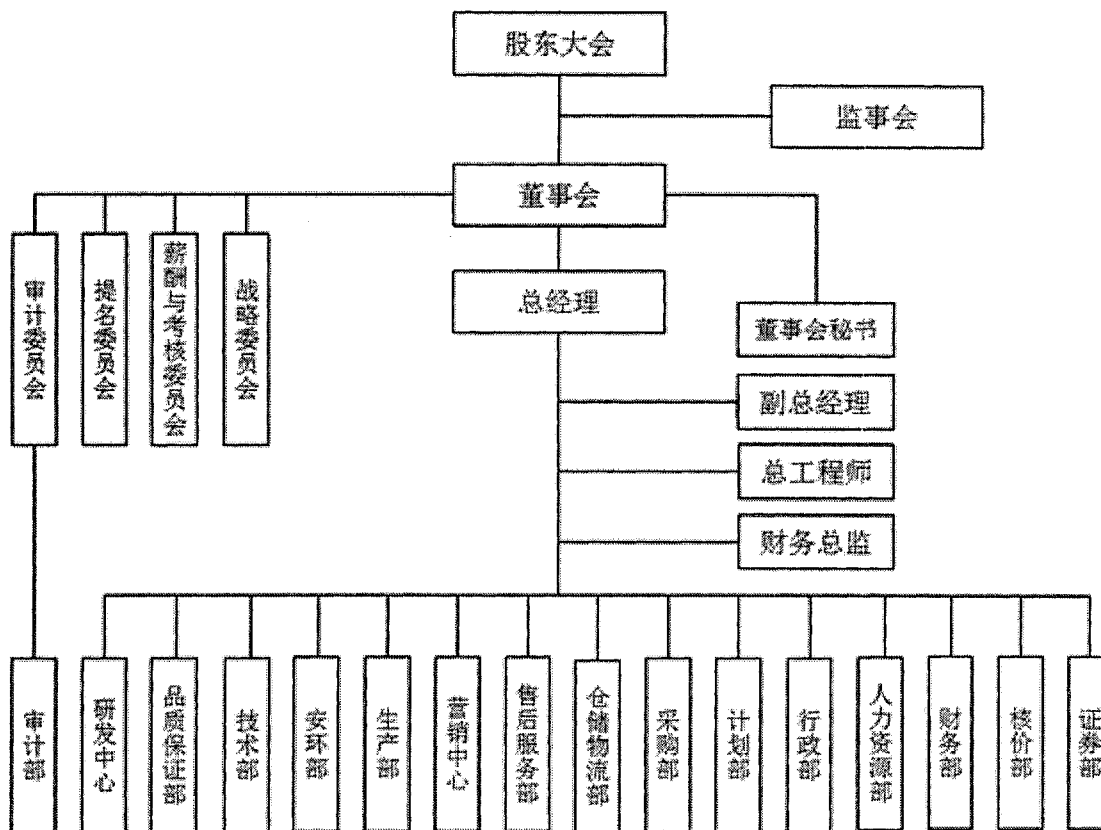 股东大会
监事会
董事会
审计委员会
提名委员会
薪酬与考核委员会
战略委员会
总经理
董事会秘书
副总经理
总工程师
财务总监
审计部
研发中心
品质保证部
技术部
安环部
生产部
营销中心
售后服务部
仓储物流部
采购部
计划部
行政部
人力资源部
财务部
核价部
证券部